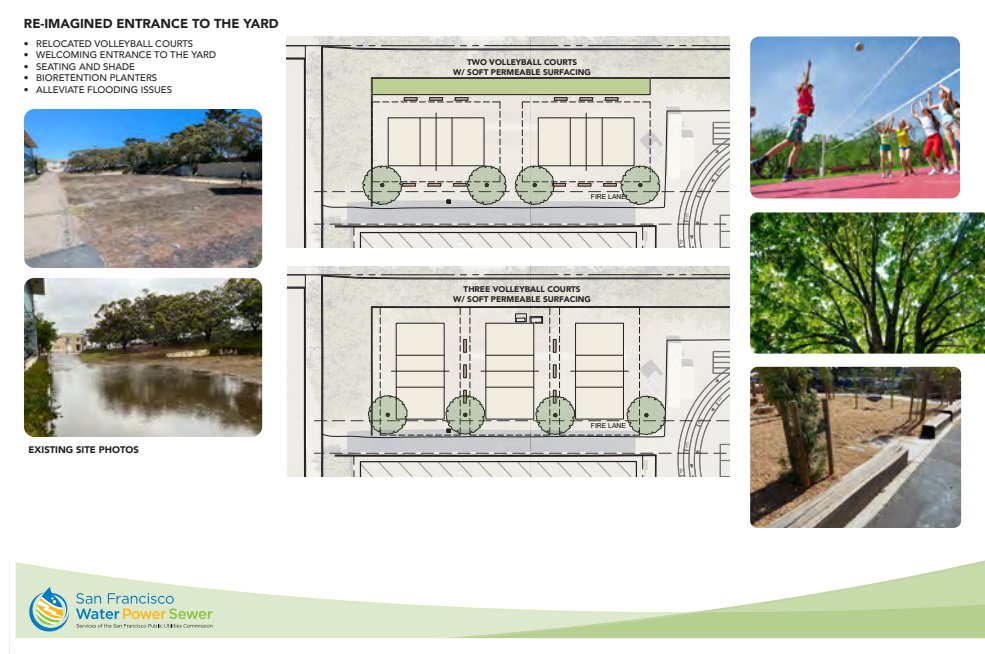 RE-IMAGINED ENTRANCE TO THE YARD
• RELOCATED VOLLEYBALL COURTS
• WELCOMING ENTRANCE TO THE YARD
• SEATING AND SHADE
• BIORETENTION PLANTERS
• ALLEVIATE FLOODING ISSUES
TWO VOLLEYBALL COURTS
W/ SOFT PERMEABLE SURFACING
FIRE LANE
THREE VOLLEYBALL COURTS
W/ SOFT PERMEABLE SURFACING
FIRE LANE
EXISTING SITE PHOTOS
San Francisco
Water Power Sewer
Services of the San Francisco Public Utilities Commission